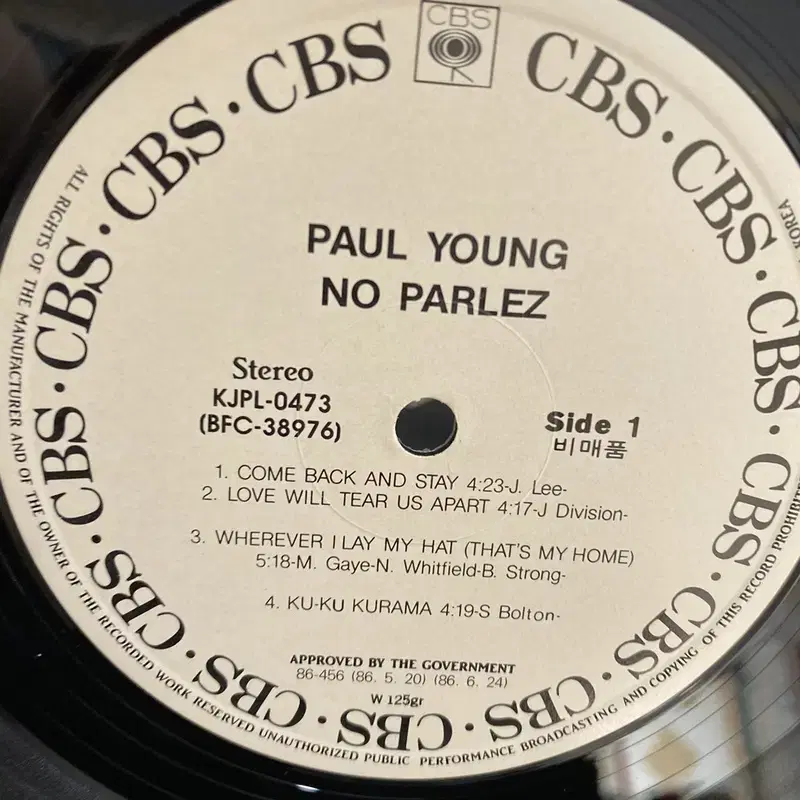 CBS
CBS · CBS · CBS · CBS · CBS · CBS · CBS · CBS · CBS · CBS · CBS · CBS · CBS · CBS
PAUL YOUNG
NO PARLEZ
Stereo
KJPL-0473
(BFC-38976)
Side 1
비매품
1. COME BACK AND STAY 4:23-J. Lee-
2. LOVE WILL TEAR US APART 4:17-J Division-
3. WHEREVER I LAY MY HAT (THAT'S MY HOME)
5:18-M. Gaye-N. Whitfield-B. Strong-
4. KU-KU KURAMA 4:19-S Bolton-
APPROVED BY THE GOVERNMENT
86-456 (86. 5. 20) (86. 6. 24)
W 125gr
ALL RIGHTS OF THE MANUFACTURER AND OF THE OWNER OF THE RECORDED WORK RESERVED UNAUTHORIZED PUBLIC PERFORMANCE BROADCASTING AND COPYING OF THIS RECORD PROHIBITED
KOREA